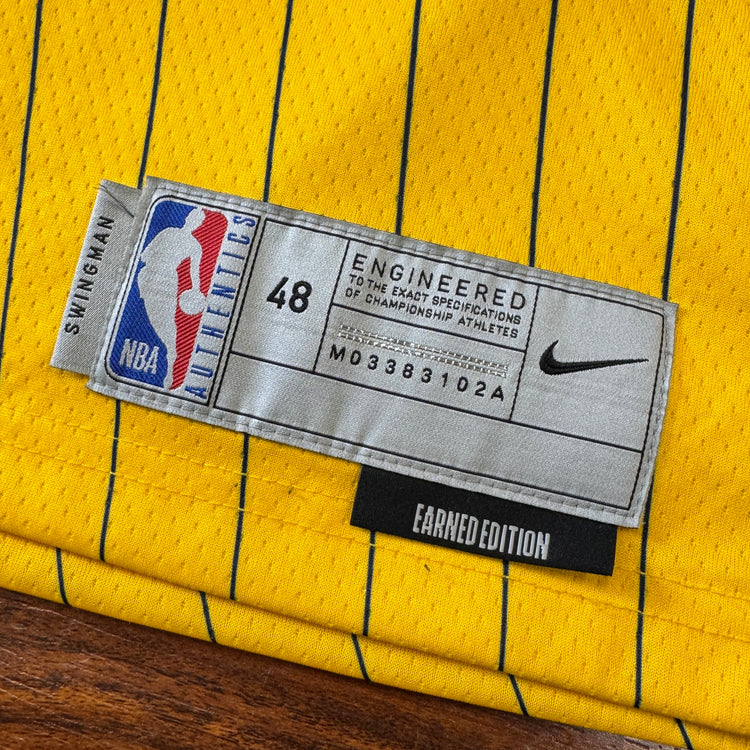 SWINGMAN
NBA
AUTHENTICS
48
ENGINEERED
TO THE EXACT SPECIFICATIONS
OF CHAMPIONSHIP ATHLETES
M03383102A
EARNED EDITION